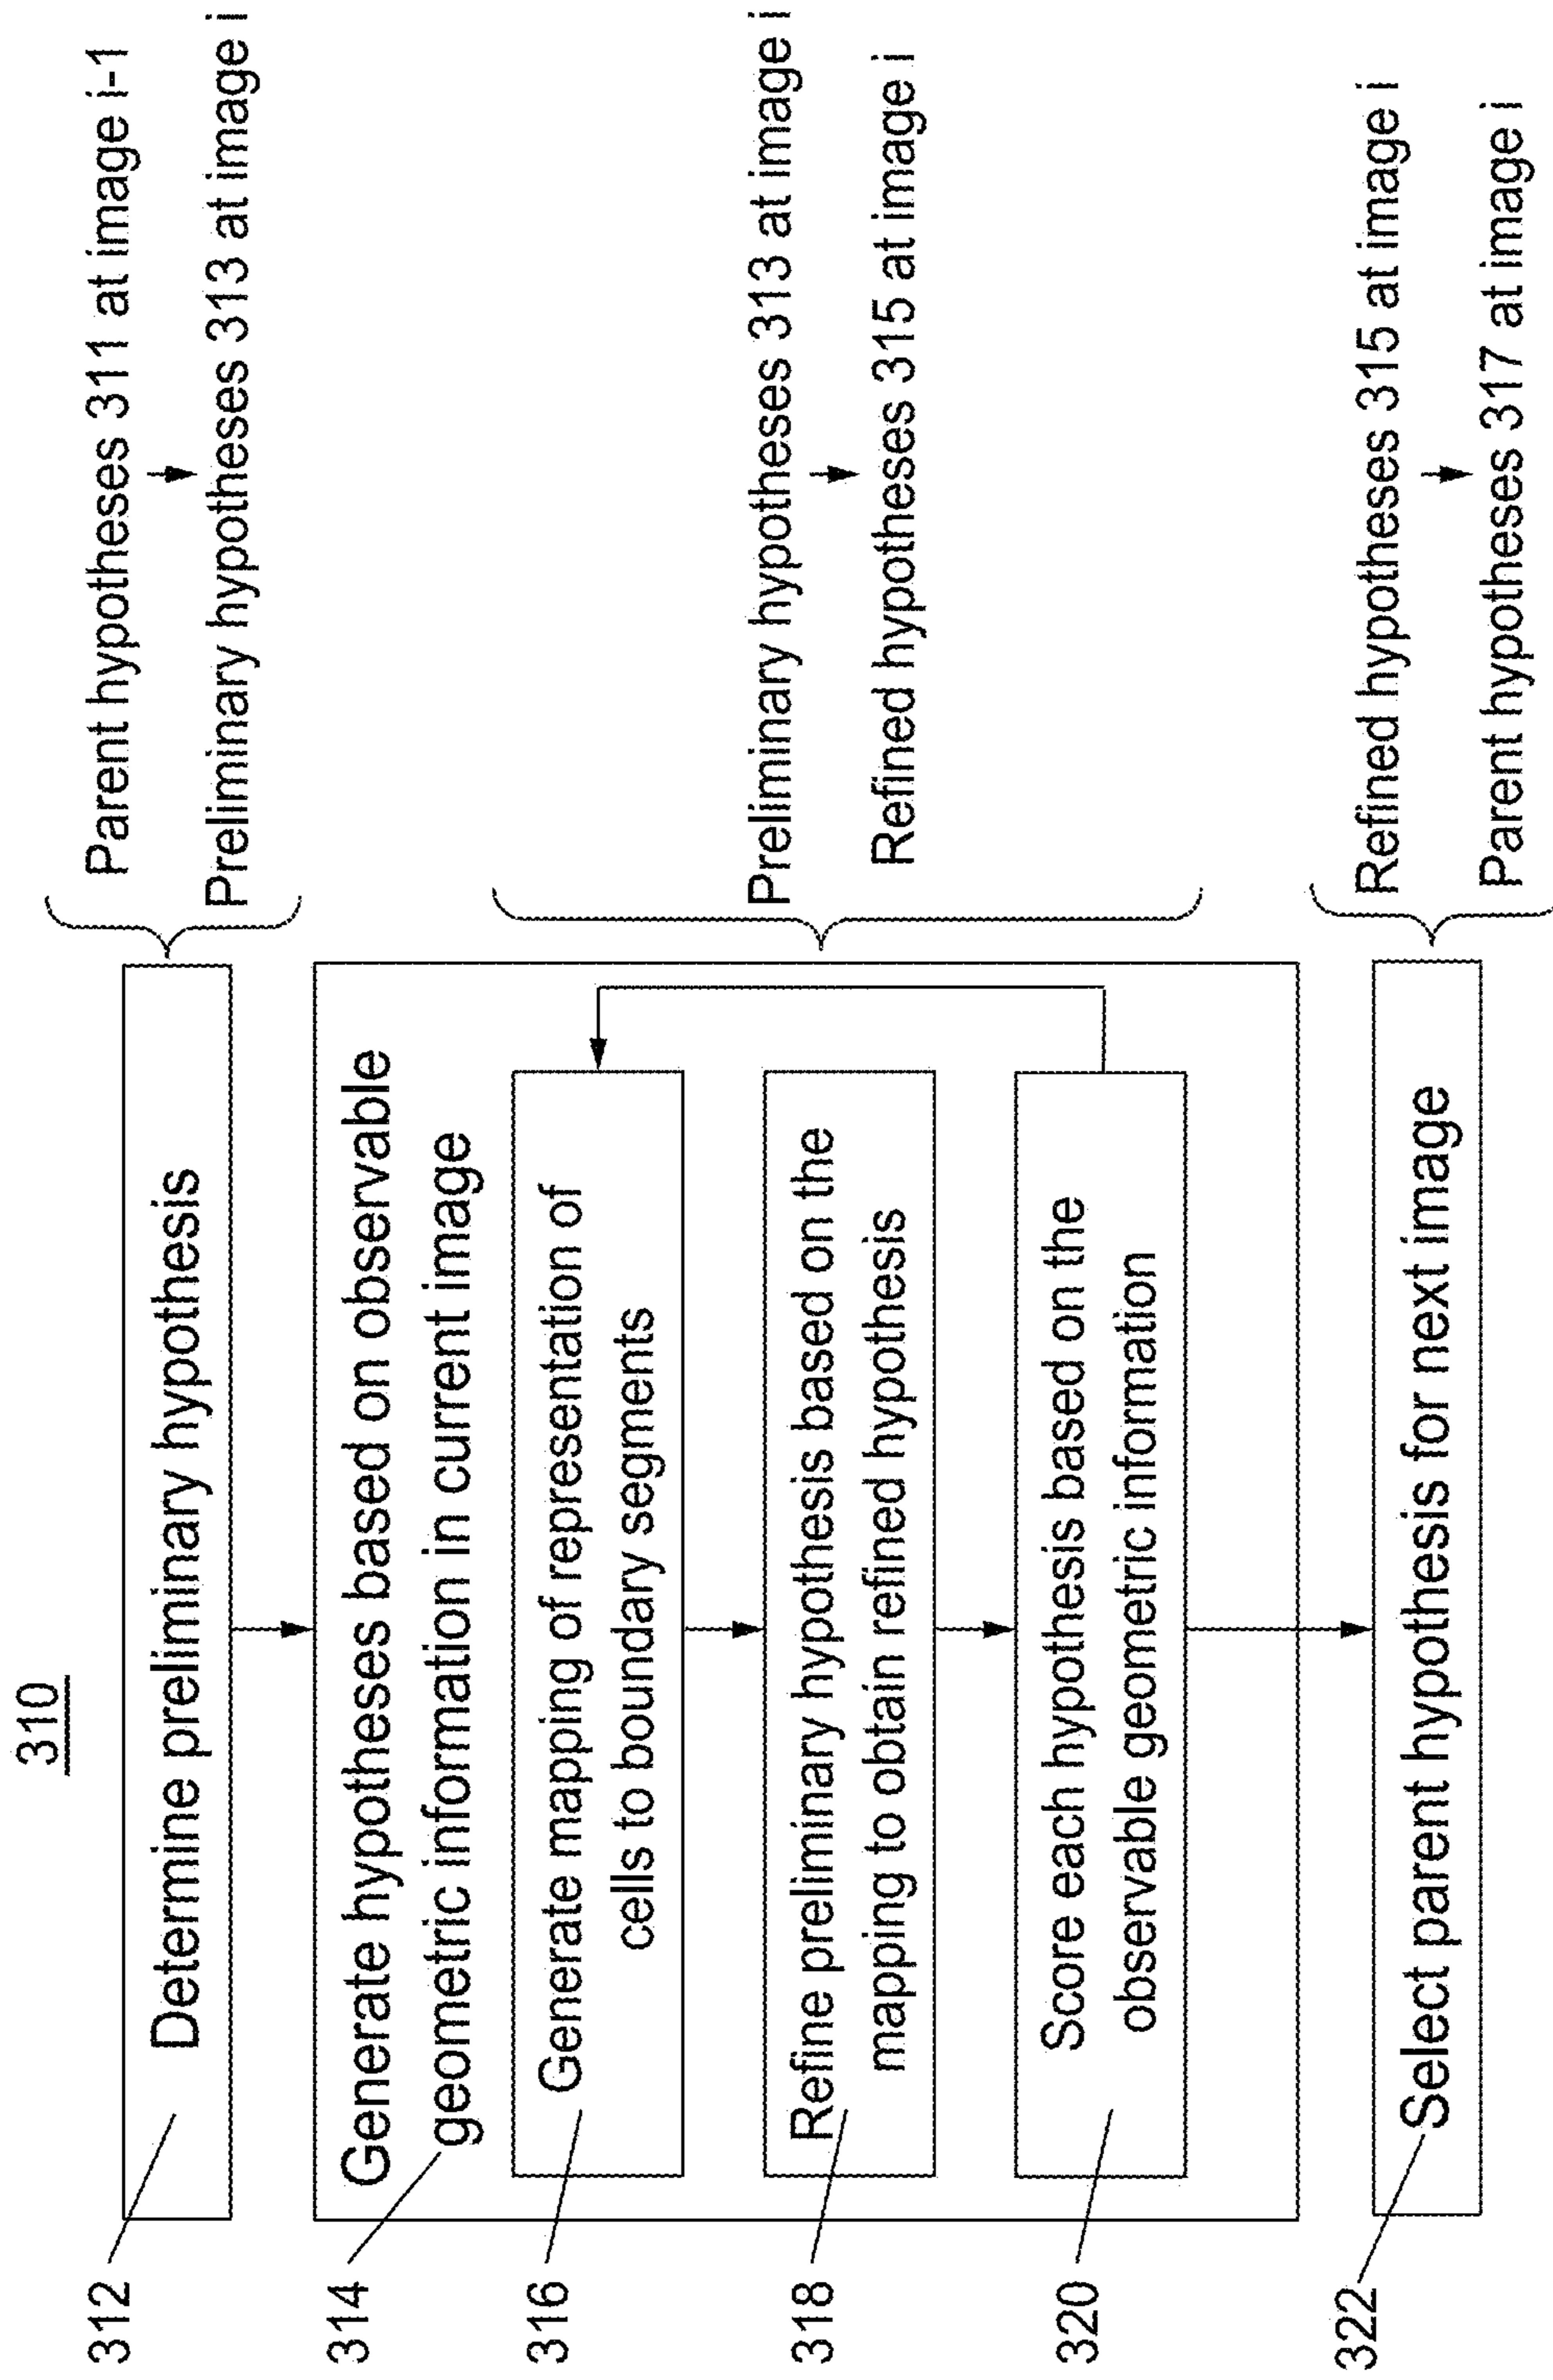 310
312
Determine preliminary hypothesis
Parent hypotheses 311 at image i-1
Preliminary hypotheses 313 at image i
314
Generate hypotheses based on observable
geometric information in current image
316
Generate mapping of representation of
cells to boundary segments
318
Refine preliminary hypothesis based on the
mapping to obtain refined hypothesis
320
Score each hypothesis based on the
observable geometric information
Preliminary hypotheses 313 at image i
Refined hypotheses 315 at image i
322
Select parent hypothesis for next image
Refined hypotheses 315 at image i
Parent hypotheses 317 at image i